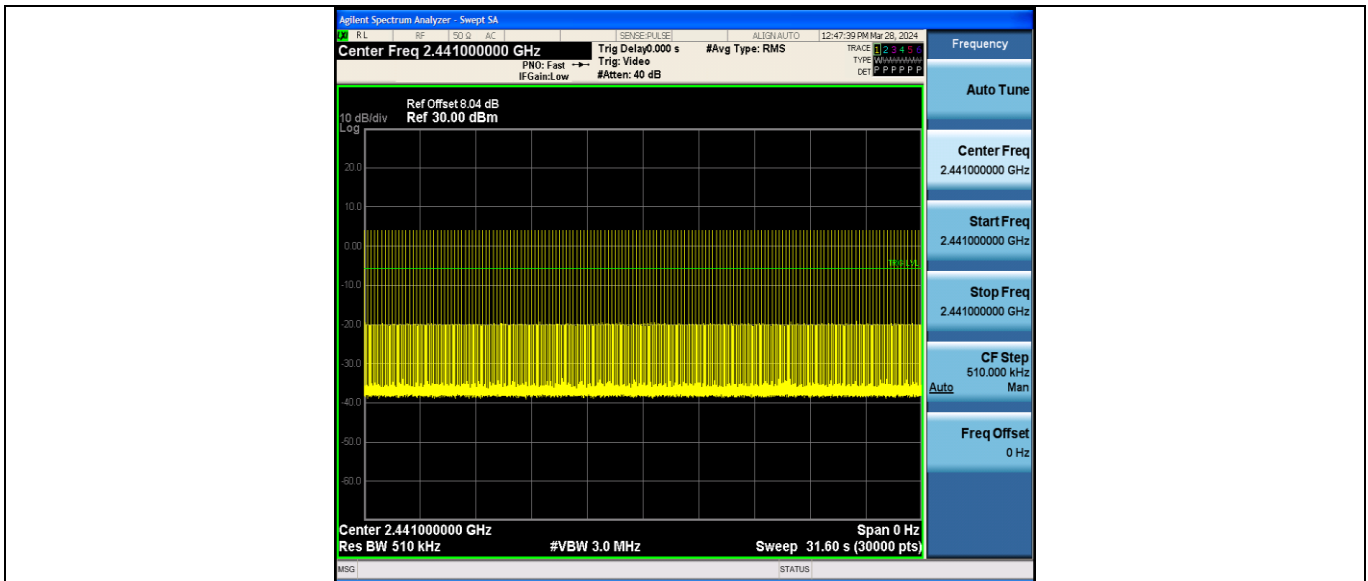 Agilent Spectrum Analyzer - Swept SA
LXI RL RF 50 Ω AC SENSE:PULSE ALIGN AUTO 12:47:39 PM Mar 28, 2024
Center Freq 2.441000000 GHz
PNO: Fast
IFGain:Low
Trig Delay0.000 s
Trig: Video
#Atten: 40 dB
#Avg Type: RMS
TRACE 1 2 3 4 5 6
TYPE W
DET P P P P P P
Ref Offset 8.04 dB
10 dB/div Ref 30.00 dBm
Log
20.0
10.0
0.00
TRIG LVL
-10.0
-20.0
-30.0
-40.0
-50.0
-60.0
Center 2.441000000 GHz Span 0 Hz
Res BW 510 kHz #VBW 3.0 MHz Sweep 31.60 s (30000 pts)
MSG STATUS
Frequency
Auto Tune
Center Freq
2.441000000 GHz
Start Freq
2.441000000 GHz
Stop Freq
2.441000000 GHz
CF Step
510.000 kHz
Auto Man
Freq Offset
0 Hz